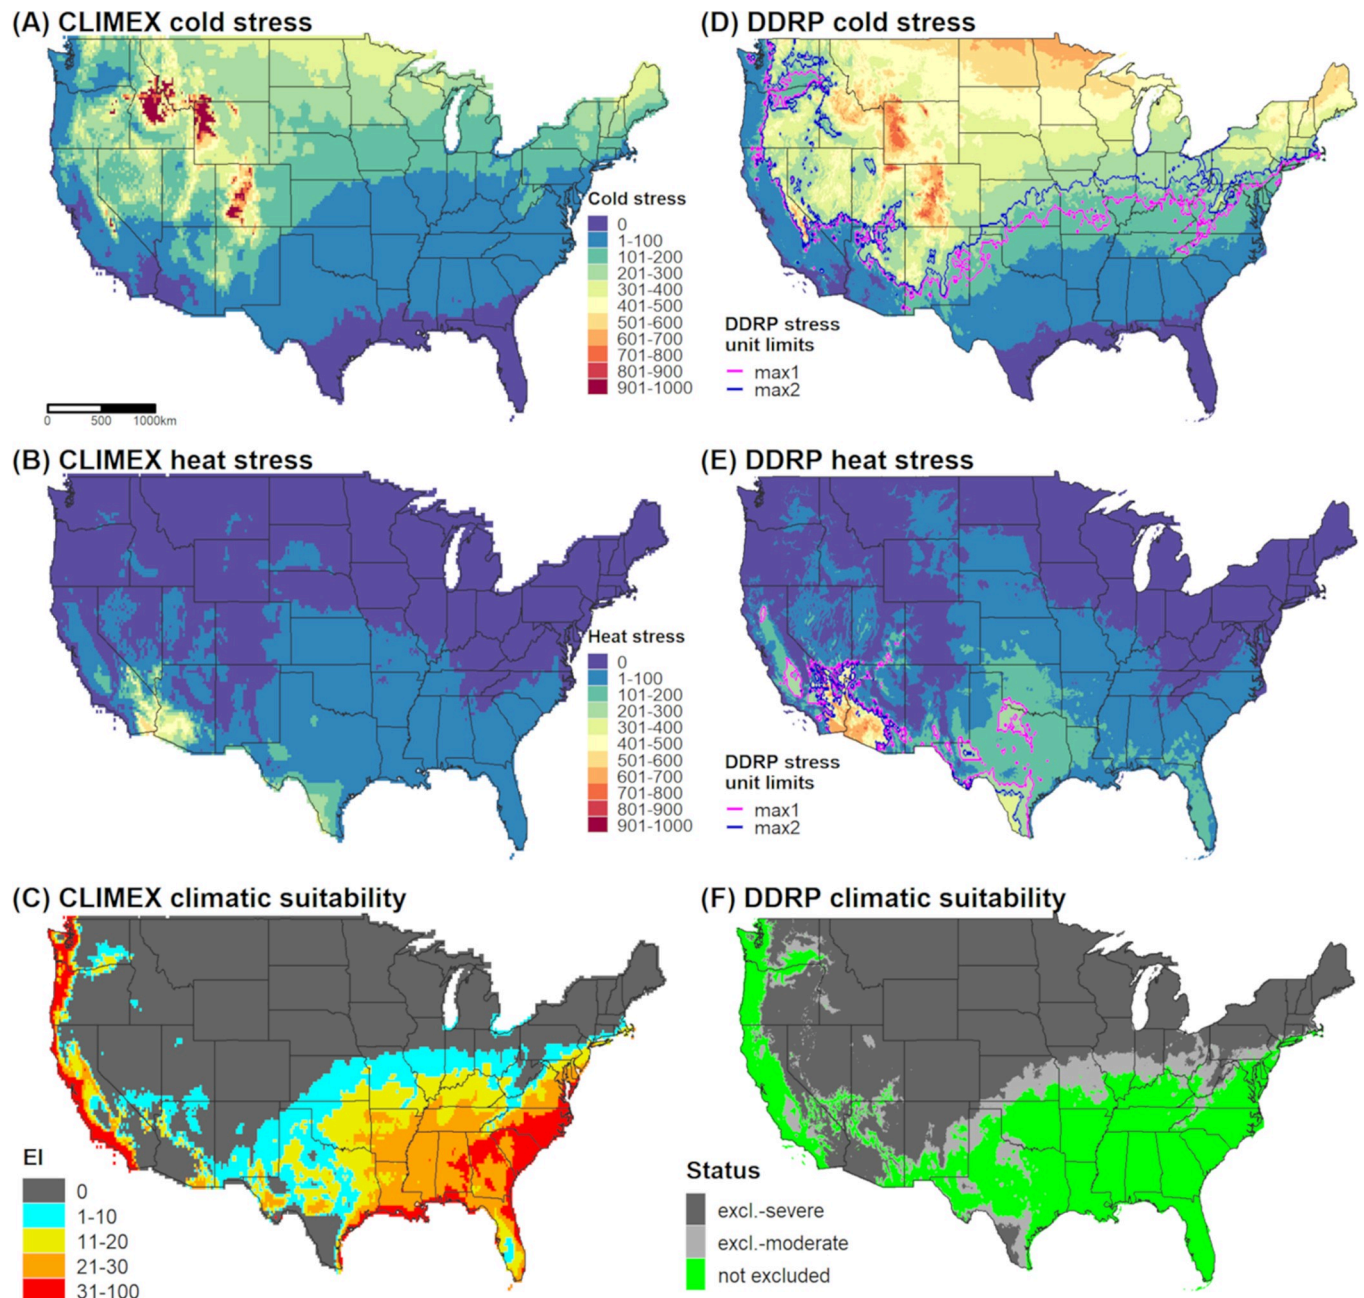 (A) CLIMEX cold stress
Cold stress
0
1-100
101-200
201-300
301-400
401-500
501-600
601-700
701-800
801-900
901-1000
0 500 1000km
(D) DDRP cold stress
DDRP stress
unit limits
max1
max2
(B) CLIMEX heat stress
Heat stress
0
1-100
101-200
201-300
301-400
401-500
501-600
601-700
701-800
801-900
901-1000
(E) DDRP heat stress
DDRP stress
unit limits
max1
max2
(C) CLIMEX climatic suitability
EI
0
1-10
11-20
21-30
31-100
(F) DDRP climatic suitability
Status
excl.-severe
excl.-moderate
not excluded